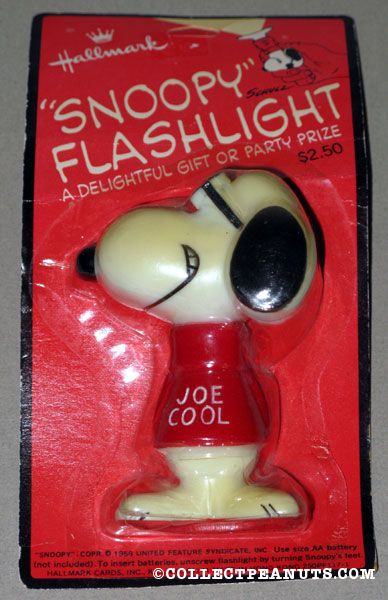 Hallmark
SCHULZ
"SNOOPY"
FLASHLIGHT
A DELIGHTFUL GIFT OR PARTY PRIZE
$2.50
JOE
COOL
"SNOOPY": COPR. © 1958 UNITED FEATURE SYNDICATE, INC. Use size AA battery
(not included). To insert batteries, unscrew flashlight by turning Snoopy's feet.
HALLMARK CARDS, INC.,
©COLLECTPEANUTS.COM